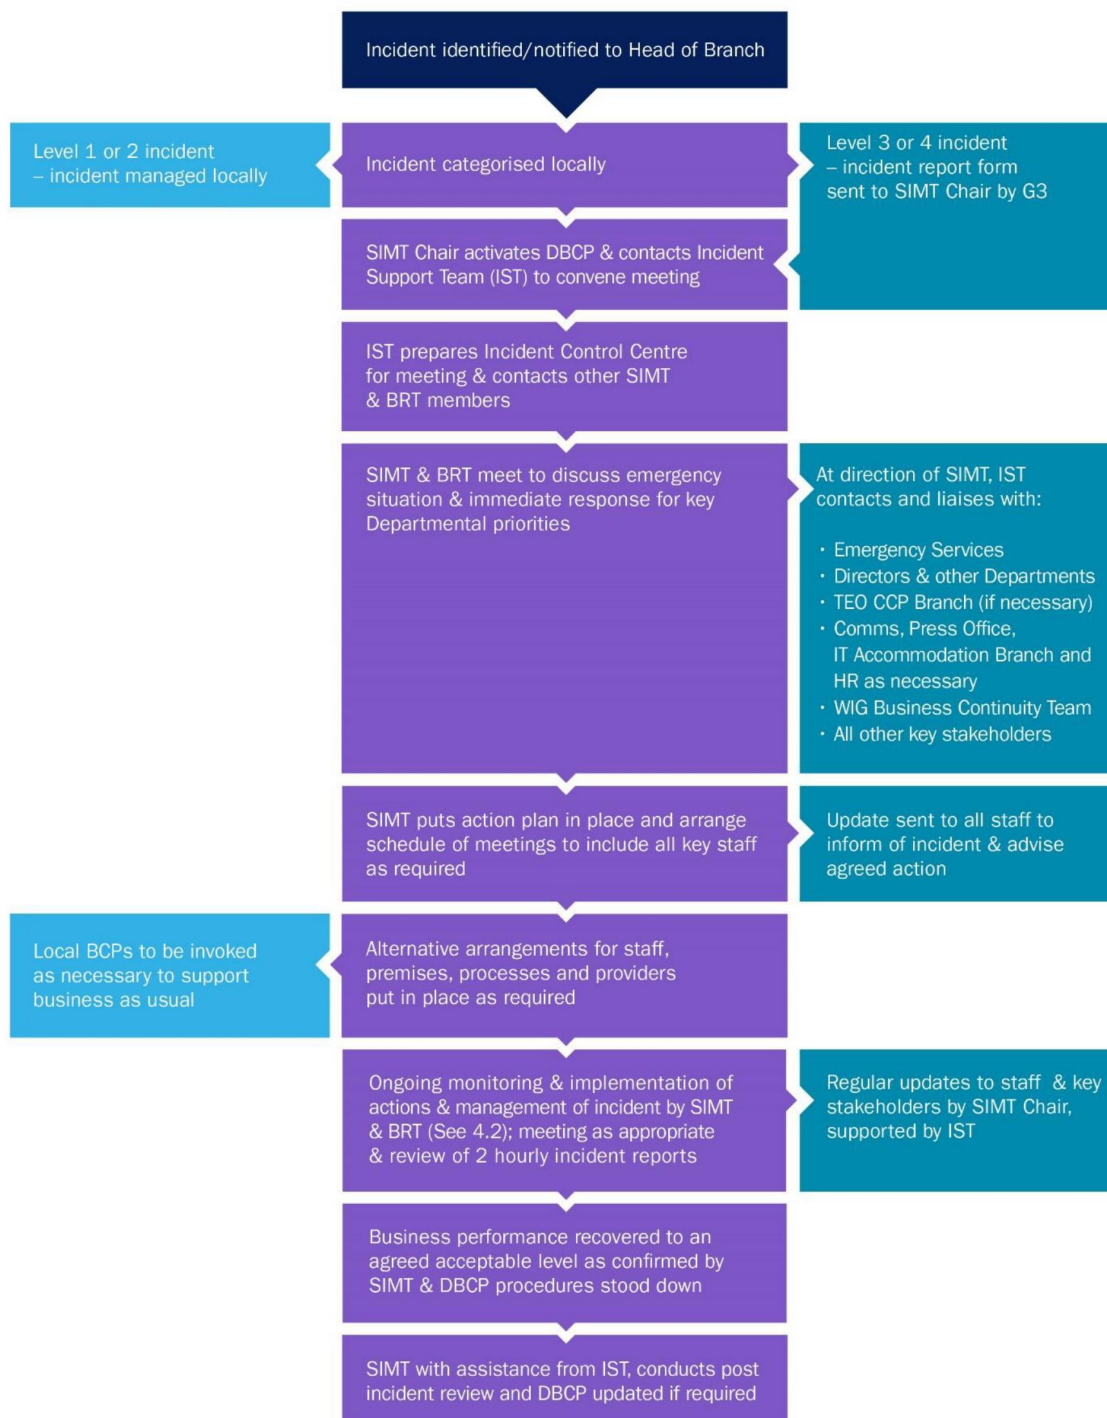 Incident identified/notified to Head of Branch
Level 1 or 2 incident
– incident managed locally
Incident categorised locally
Level 3 or 4 incident
– incident report form
sent to SIMT Chair by G3
SIMT Chair activates DBCP & contacts Incident
Support Team (IST) to convene meeting
IST prepares Incident Control Centre
for meeting & contacts other SIMT
& BRT members
SIMT & BRT meet to discuss emergency
situation & immediate response for key
Departmental priorities
At direction of SIMT, IST
contacts and liaises with:
• Emergency Services
• Directors & other Departments
• TEO CCP Branch (if necessary)
• Comms, Press Office,
IT Accommodation Branch and
HR as necessary
• WIG Business Continuity Team
• All other key stakeholders
SIMT puts action plan in place and arrange
schedule of meetings to include all key staff
as required
Update sent to all staff to
inform of incident & advise
agreed action
Local BCPs to be invoked
as necessary to support
business as usual
Alternative arrangements for staff,
premises, processes and providers
put in place as required
Ongoing monitoring & implementation of
actions & management of incident by SIMT
& BRT (See 4.2); meeting as appropriate
& review of 2 hourly incident reports
Regular updates to staff & key
stakeholders by SIMT Chair,
supported by IST
Business performance recovered to an
agreed acceptable level as confirmed by
SIMT & DBCP procedures stood down
SIMT with assistance from IST, conducts post
incident review and DBCP updated if required